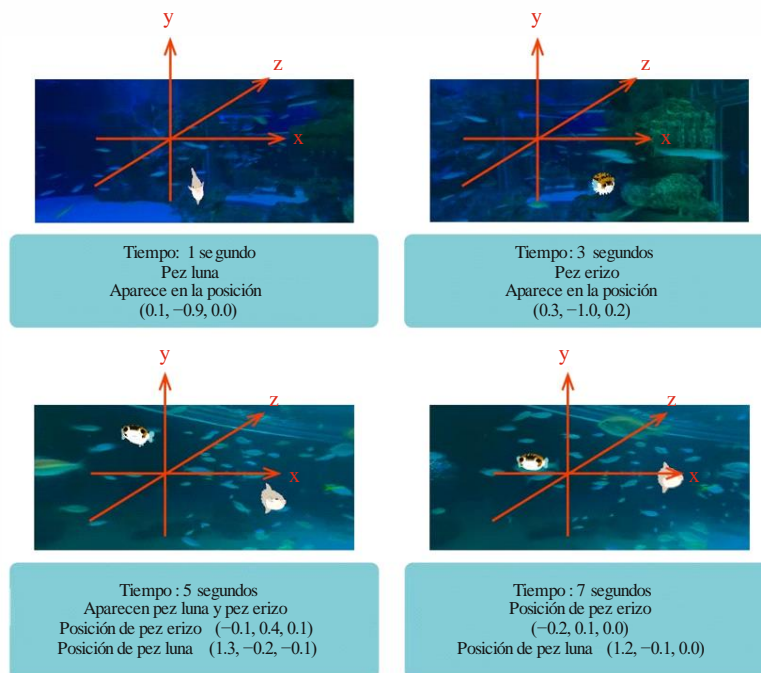 y
z
x
Tiempo: 1 segundo
Pez luna
Aparece en la posición
(0.1, −0.9, 0.0)
y
z
x
Tiempo: 3 segundos
Pez erizo
Aparece en la posición
(0.3, −1.0, 0.2)
y
z
x
Tiempo : 5 segundos
Aparecen pez luna y pez erizo
Posición de pez erizo (−0.1, 0.4, 0.1)
Posición de pez luna (1.3, −0.2, −0.1)
y
z
x
Tiempo : 7 segundos
Posición de pez erizo
(−0.2, 0.1, 0.0)
Posición de pez luna (1.2, −0.1, 0.0)